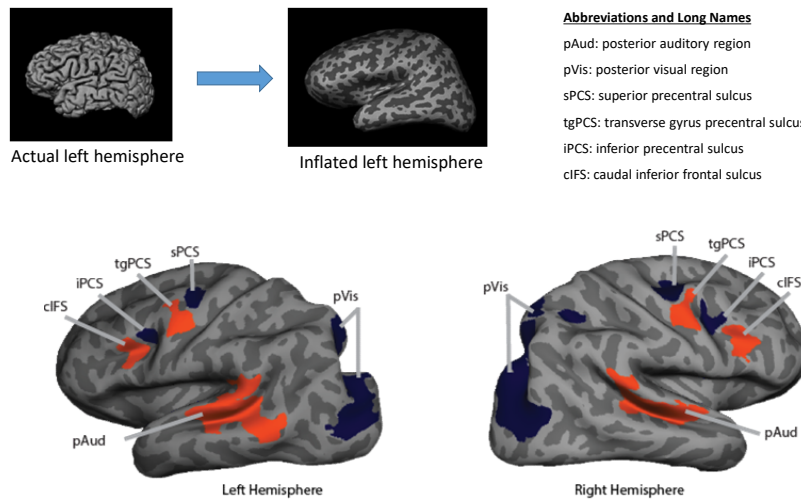 Abbreviations and Long Names
pAud: posterior auditory region
pVis: posterior visual region
sPCS: superior precentral sulcus
tgPCS: transverse gyrus precentral sulcus
iPCS: inferior precentral sulcus
cIFS: caudal inferior frontal sulcus
Actual left hemisphere
Inflated left hemisphere
sPCS
tgPCS
iPCS
cIFS
pVis
pAud
Left Hemisphere
sPCS
tgPCS
iPCS
cIFS
pVis
pAud
Right Hemisphere